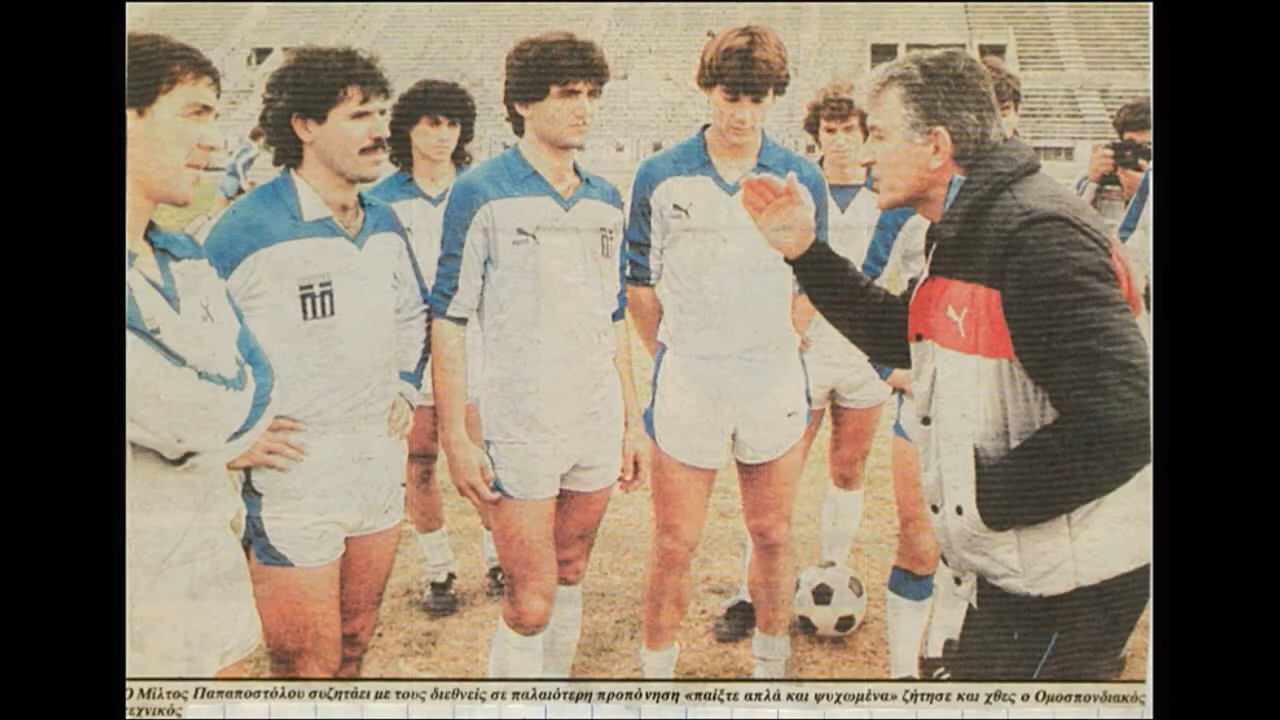 Ο Μίλτος Παπαποστόλου συζητάει με τους διεθνείς σε παλαιότερη προπόνηση «παίξτε απλά και ψυχωμένα» ζήτησε και χθες ο Ομοσπονδιακός
τεχνικός